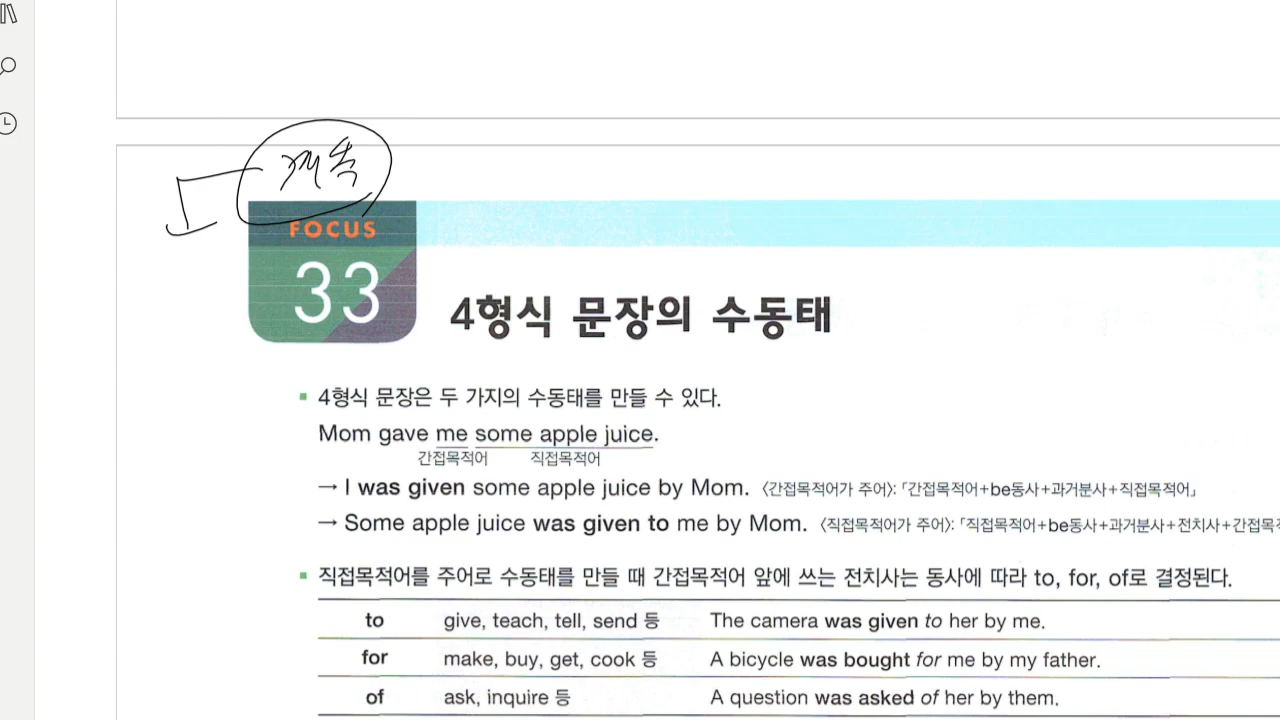 FOCUS
33
4형식 문장의 수동태
4형식 문장은 두 가지의 수동태를 만들 수 있다.
Mom gave me some apple juice.
간접목적어 직접목적어
→ I was given some apple juice by Mom. 〈간접목적어가 주어〉: 「간접목적어+be동사+과거분사+직접목적어」
→ Some apple juice was given to me by Mom. 〈직접목적어가 주어〉: 「직접목적어+be동사+과거분사+전치사+간접목적
직접목적어를 주어로 수동태를 만들 때 간접목적어 앞에 쓰는 전치사는 동사에 따라 to, for, of로 결정된다.
to give, teach, tell, send 등 The camera was given to her by me.
for make, buy, get, cook 등 A bicycle was bought for me by my father.
of ask, inquire 등 A question was asked of her by them.